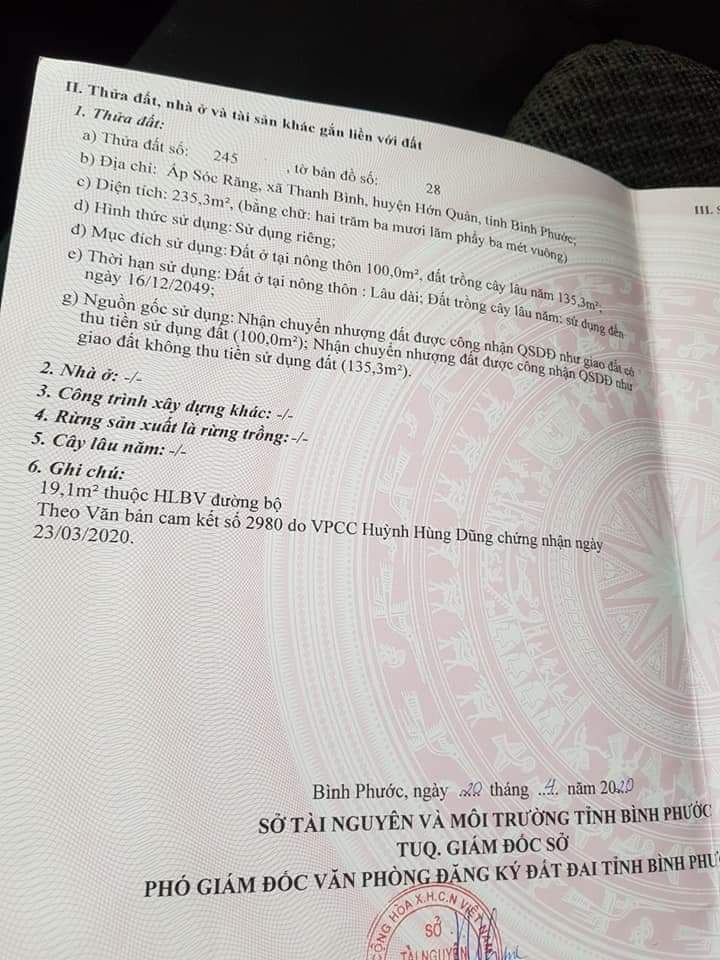 II. Thửa đất, nhà ở và tài sản khác gắn liền với đất
1. Thửa đất:
a) Thửa đất số: 245 , tờ bản đồ số: 28
b) Địa chỉ: Ấp Sóc Răng, xã Thanh Bình, huyện Hớn Quản, tỉnh Bình Phước;
c) Diện tích: 235,3m², (bằng chữ: hai trăm ba mươi lăm phẩy ba mét vuông)
d) Hình thức sử dụng: Sử dụng riêng;
đ) Mục đích sử dụng: Đất ở tại nông thôn 100,0m², đất trồng cây lâu năm 135,3m²;
e) Thời hạn sử dụng: Đất ở tại nông thôn : Lâu dài; Đất trồng cây lâu năm: sử dụng đến
ngày 16/12/2049;
g) Nguồn gốc sử dụng: Nhận chuyển nhượng đất được công nhận QSDĐ như giao đất có
thu tiền sử dụng đất (100,0m²); Nhận chuyển nhượng đất được công nhận QSDĐ như
giao đất không thu tiền sử dụng đất (135,3m²).
2. Nhà ở: -/-
3. Công trình xây dựng khác: -/-
4. Rừng sản xuất là rừng trồng: -/-
5. Cây lâu năm: -/-
6. Ghi chú:
19,1m² thuộc HLBV đường bộ
Theo Văn bản cam kết số 2980 do VPCC Huỳnh Hùng Dũng chứng nhận ngày
23/03/2020.
III. S
Bình Phước, ngày 20 tháng .4. năm 2020
SỞ TÀI NGUYÊN VÀ MÔI TRƯỜNG TỈNH BÌNH PHƯỚC
TUQ. GIÁM ĐỐC SỞ
PHÓ GIÁM ĐỐC VĂN PHÒNG ĐĂNG KÝ ĐẤT ĐAI TỈNH BÌNH PHƯ
CỘNG HÒA X.H.C.N VIỆT NAM
SỞ
TÀI NGUYÊN